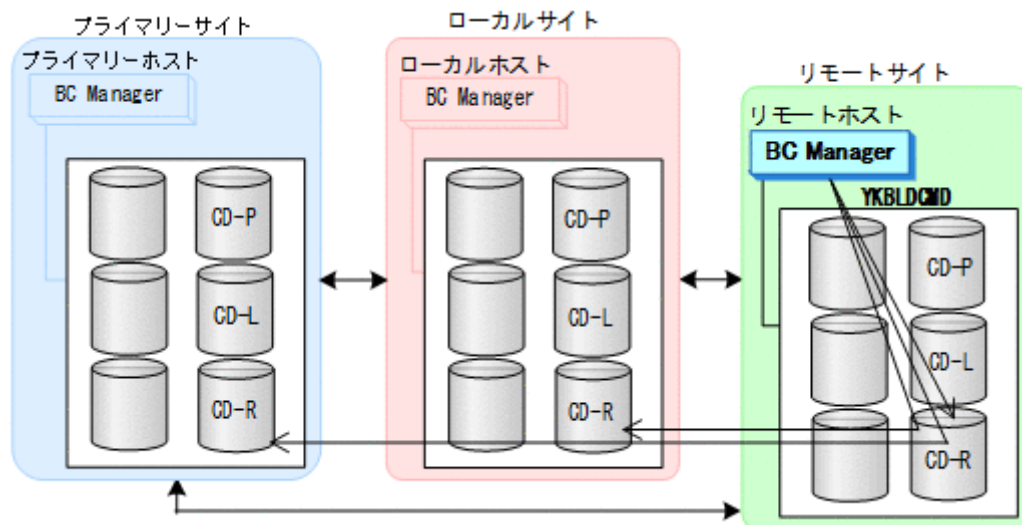 プライマリーサイト
プライマリーホスト
BC Manager
CD-P
CD-L
CD-R
ローカルサイト
ローカルホスト
BC Manager
CD-P
CD-L
CD-R
リモートサイト
リモートホスト
BC Manager
YKBLDCMD
CD-P
CD-L
CD-R